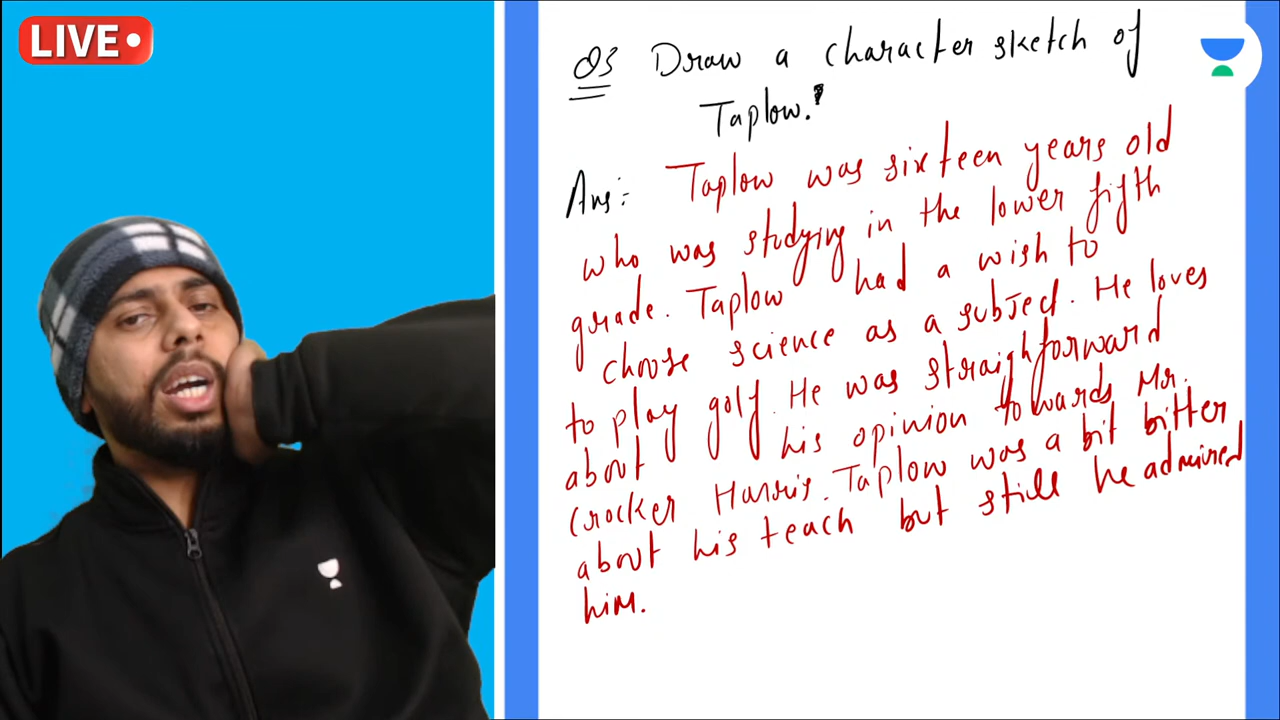 LIVE
Q3 Draw a character sketch of
Taplow.
Ans:- Taplow was sixteen years old
who was studying in the lower fifth
grade. Taplow had a wish to
choose science as a subject. He loves
to play golf. He was straighforward
about his opinion towards Mr.
Crocker Harris. Taplow was a bit bitter
about his teach but still he admired
him.